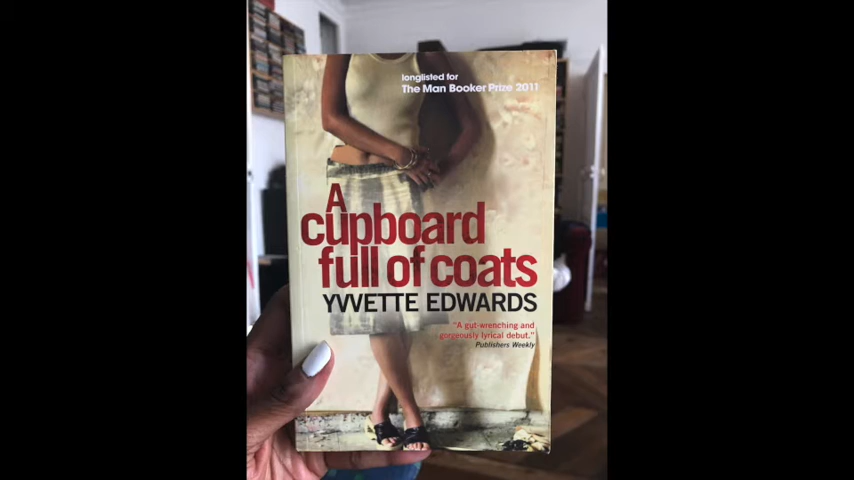 longlisted for
The Man Booker Prize 2011
A
cupboard
full of coats
YVVETTE EDWARDS
"A gut-wrenching and
gorgeously lyrical debut."
Publishers Weekly